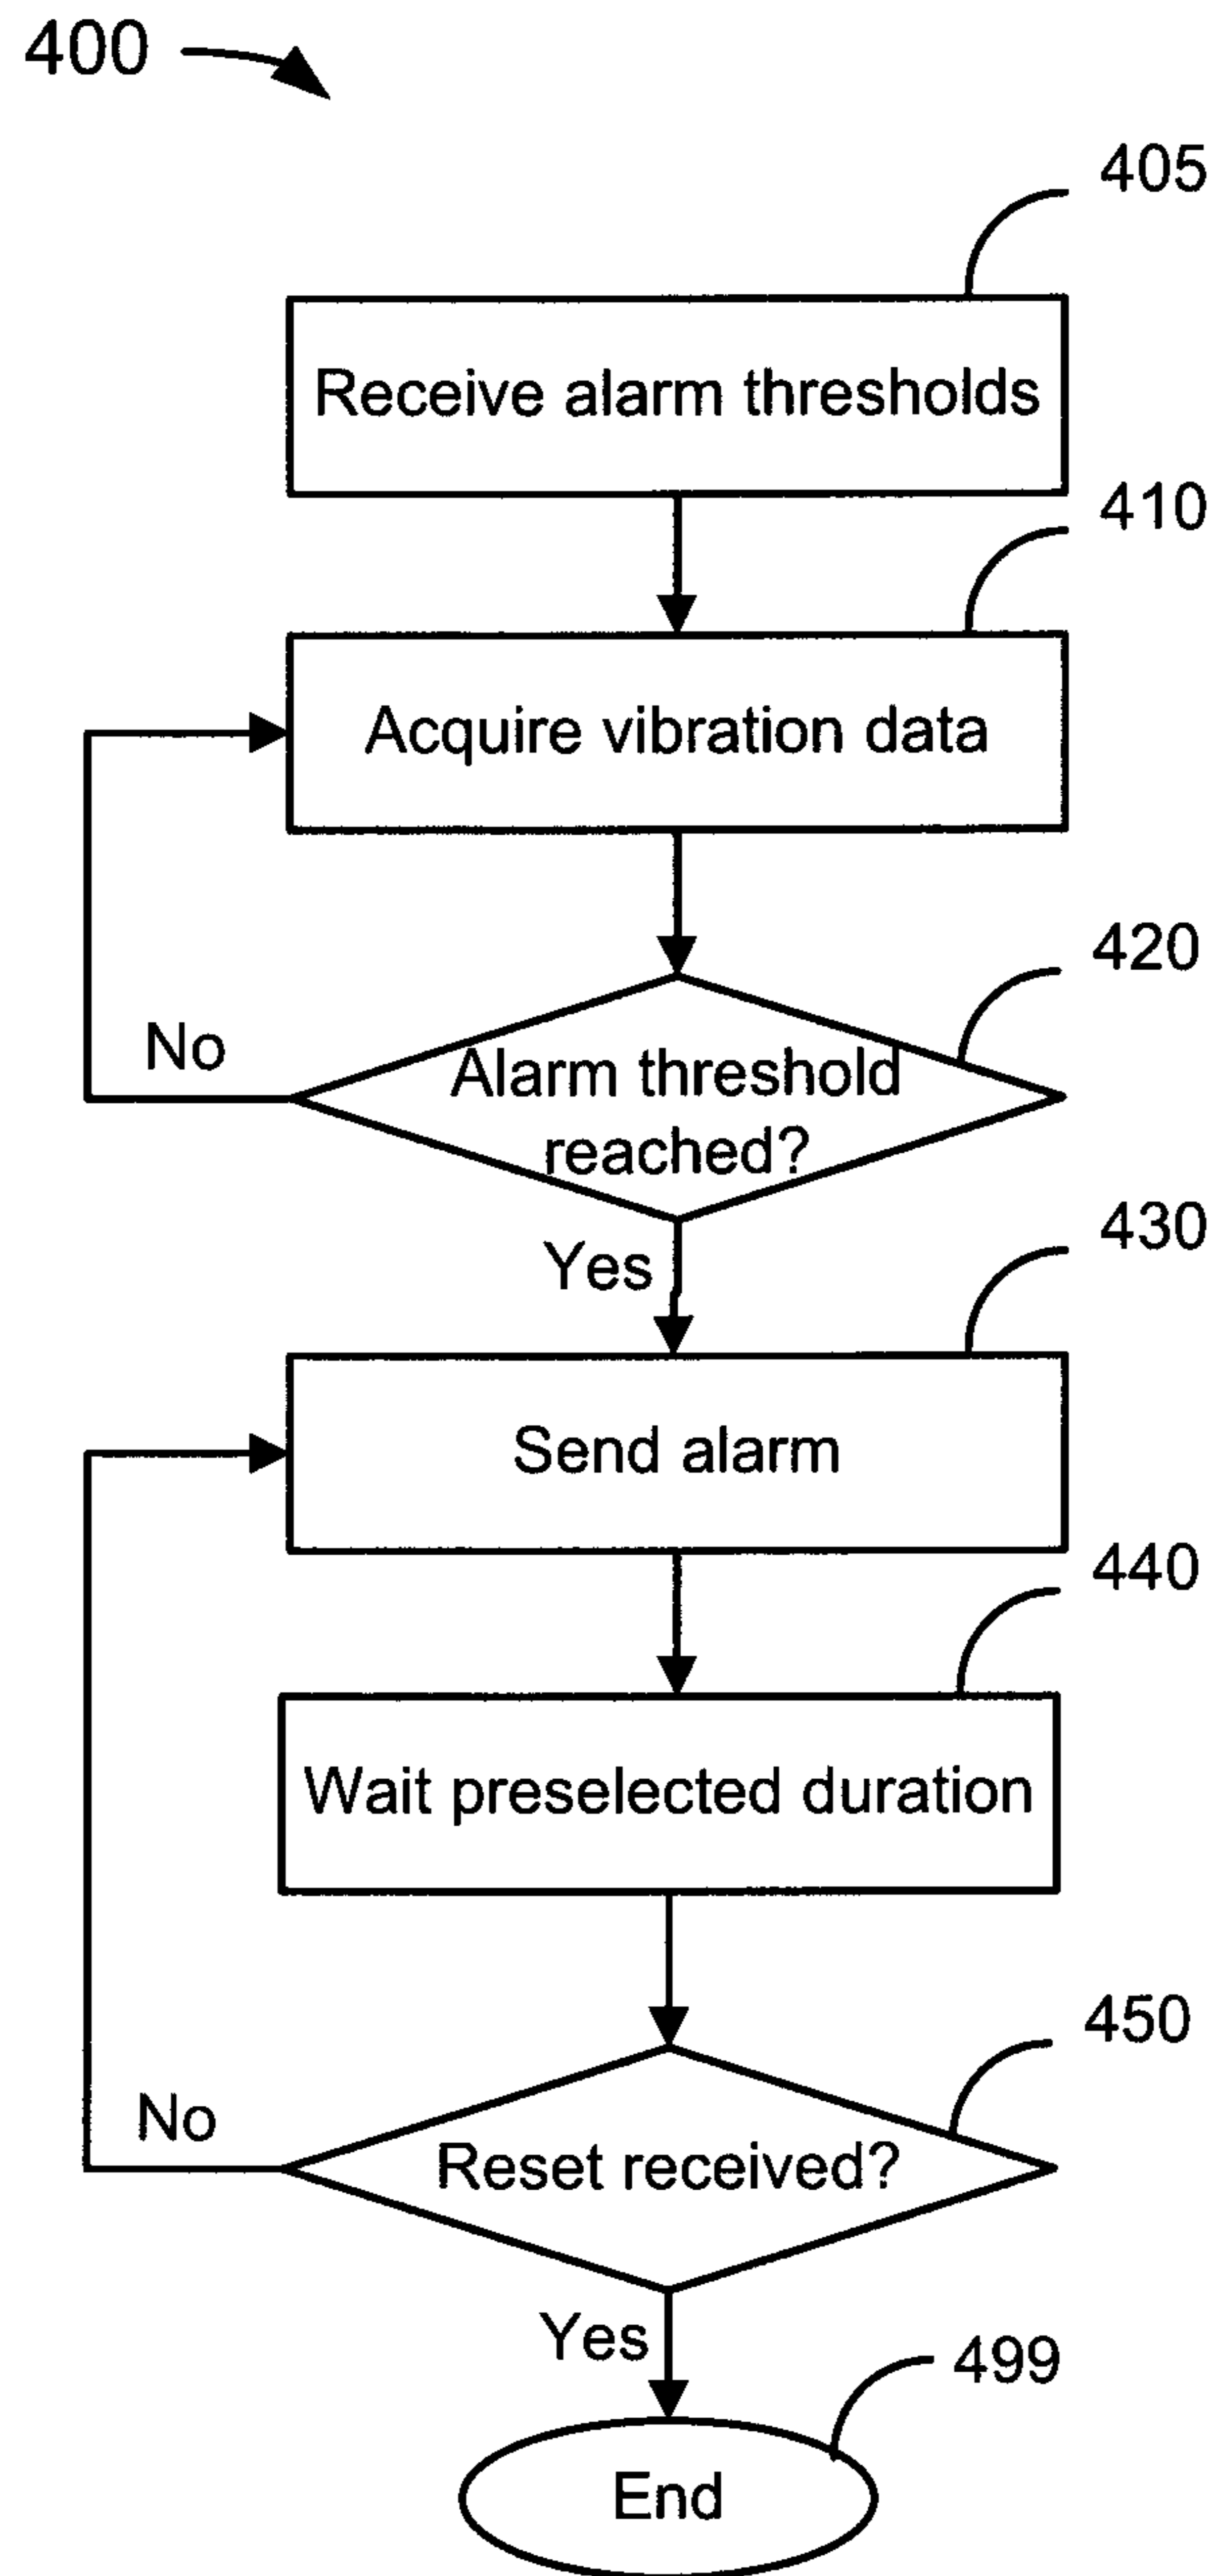 400
405
Receive alarm thresholds
410
Acquire vibration data
420
No
Alarm threshold
reached?
Yes
430
Send alarm
440
Wait preselected duration
450
No
Reset received?
Yes
499
End